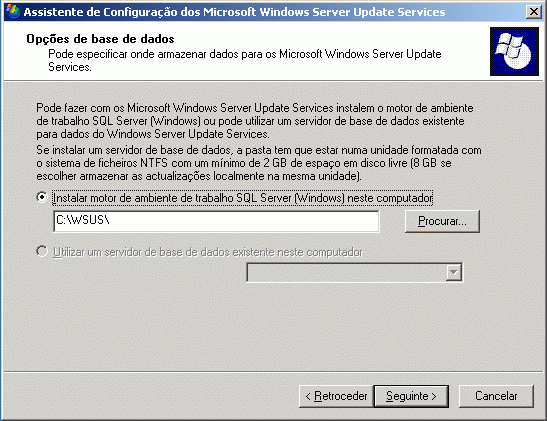 Assistente de Configuração dos Microsoft Windows Server Update Services
Opções de base de dados
Pode especificar onde armazenar dados para os Microsoft Windows Server Update
Services.
Pode fazer com os Microsoft Windows Server Update Services instalem o motor de ambiente
de trabalho SQL Server (Windows) ou pode utilizar um servidor de base de dados existente
para dados do Windows Server Update Services.
Se instalar um servidor de base de dados, a pasta tem que estar numa unidade formatada com
o sistema de ficheiros NTFS com um mínimo de 2 GB de espaço em disco livre (8 GB se
escolher armazenar as actualizações localmente na mesma unidade).
Instalar motor de ambiente de trabalho SQL Server (Windows) neste computador
C:\WSUS\
Procurar...
Utilizar um servidor de base de dados existente neste computador
< Retroceder
Seguinte >
Cancelar